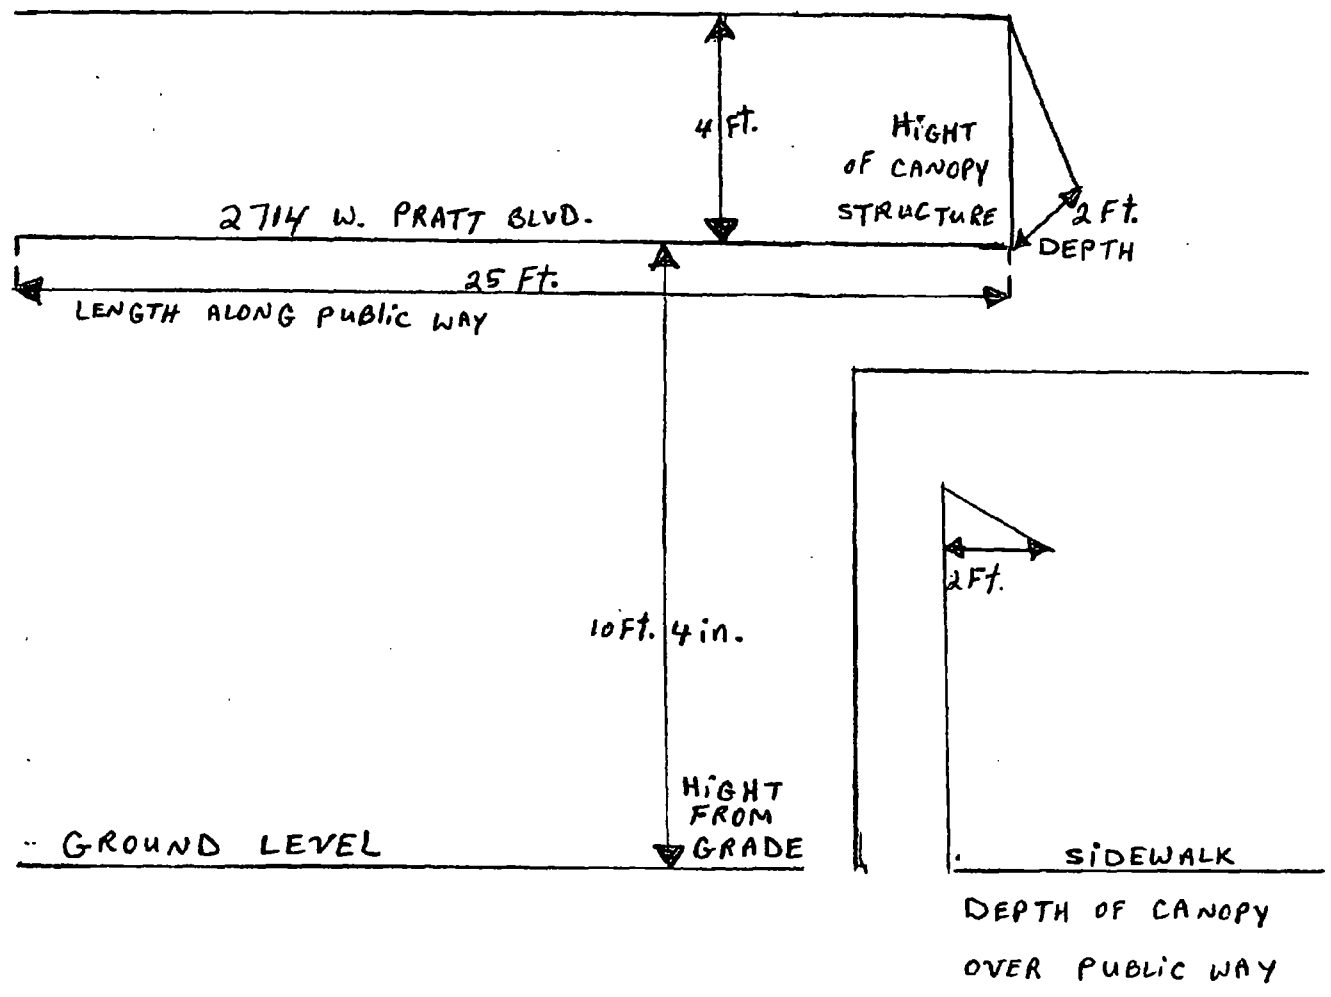 4 Ft.
HiGHT
OF CANOPY
STRUCTURE
2714 W. PRATT BLVD.
2 Ft.
DEPTH
25 Ft.
LENGTH ALONG PUBLiC WAY
2 Ft.
10 Ft. 4 in.
HiGHT
FROM
GRADE
GROUND LEVEL
SiDEWALK
DEPTH OF CANOPY
OVER PUBLiC WAY